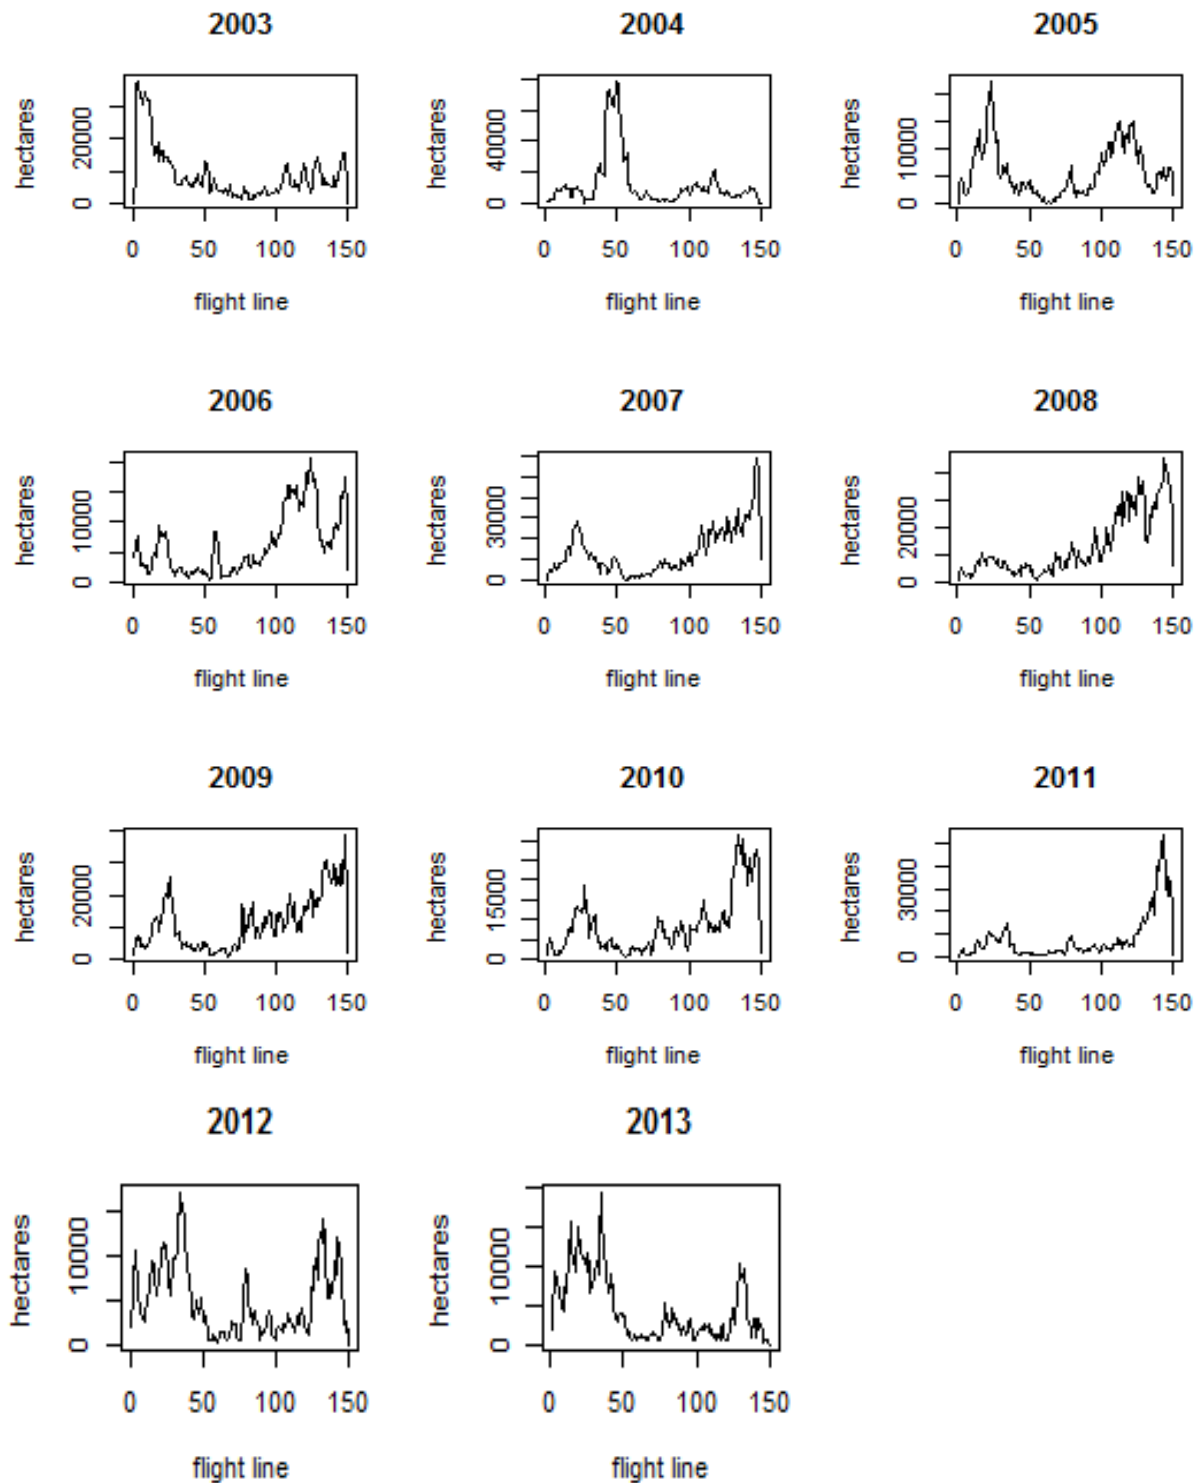 2003 2004 2005
hectares 0 20000 hectares 0 40000 hectares 0 10000
0 50 100 150 0 50 100 150 0 50 100 150
flight line flight line flight line
2006 2007 2008
hectares 0 10000 hectares 0 30000 hectares 0 20000
0 50 100 150 0 50 100 150 0 50 100 150
flight line flight line flight line
2009 2010 2011
hectares 0 20000 hectares 0 15000 hectares 0 30000
0 50 100 150 0 50 100 150 0 50 100 150
flight line flight line flight line
2012 2013
hectares 0 10000 hectares 0 10000
0 50 100 150 0 50 100 150
flight line flight line